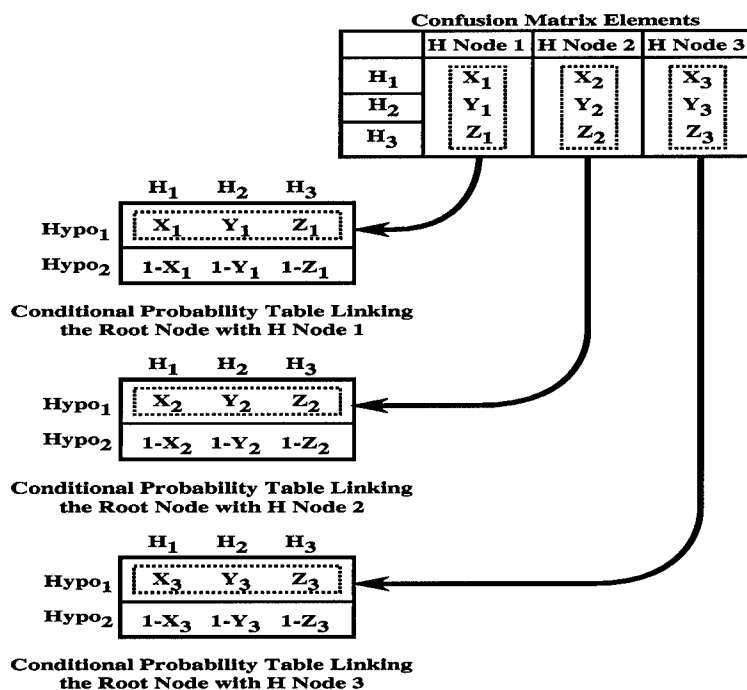 Confusion Matrix Elements
H Node 1 H Node 2 H Node 3
H₁ X₁ X₂ X₃
H₂ Y₁ Y₂ Y₃
H₃ Z₁ Z₂ Z₃
H₁ H₂ H₃
Hypo₁ X₁ Y₁ Z₁
Hypo₂ 1-X₁ 1-Y₁ 1-Z₁
Conditional Probability Table Linking
the Root Node with H Node 1
H₁ H₂ H₃
Hypo₁ X₂ Y₂ Z₂
Hypo₂ 1-X₂ 1-Y₂ 1-Z₂
Conditional Probability Table Linking
the Root Node with H Node 2
H₁ H₂ H₃
Hypo₁ X₃ Y₃ Z₃
Hypo₂ 1-X₃ 1-Y₃ 1-Z₃
Conditional Probability Table Linking
the Root Node with H Node 3